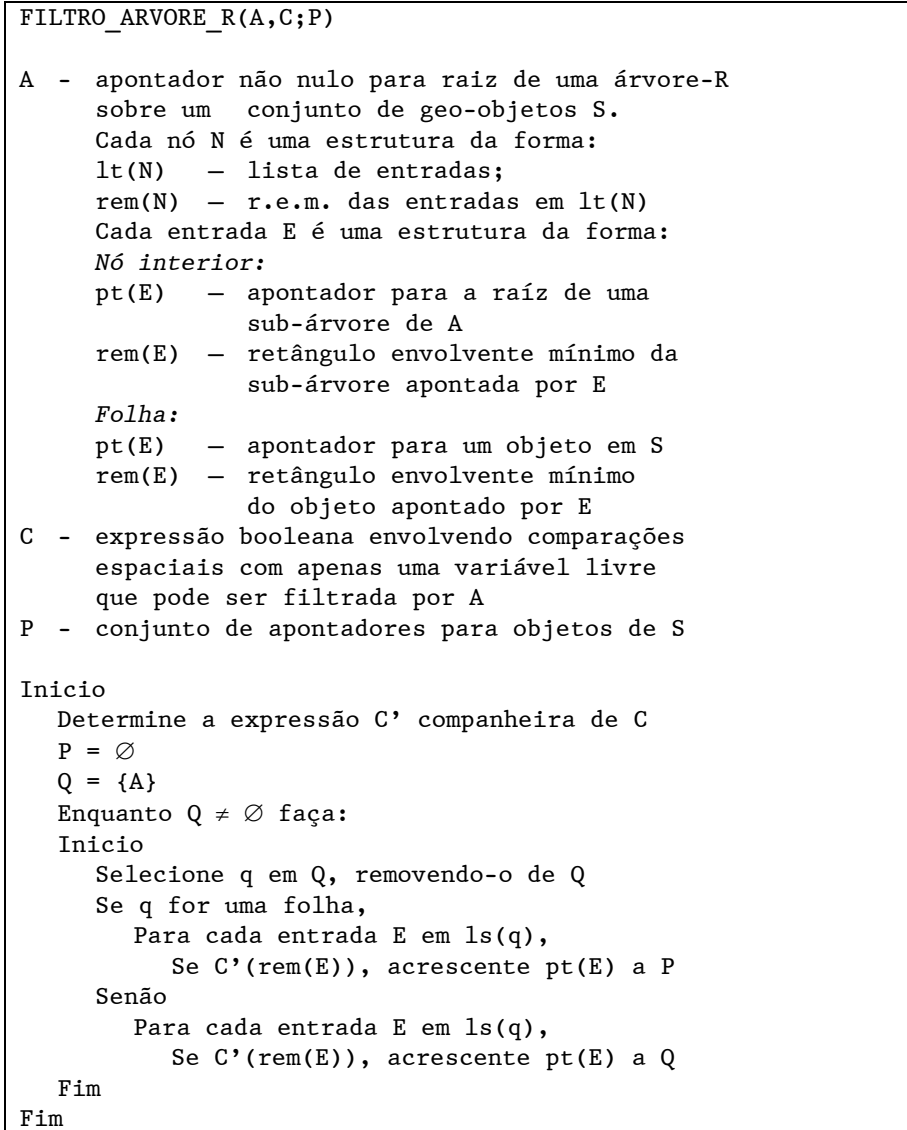 FILTRO_ARVORE_R(A,C;P)
A - apontador não nulo para raiz de uma árvore-R
sobre um conjunto de geo-objetos S.
Cada nó N é uma estrutura da forma:
lt(N) – lista de entradas;
rem(N) – r.e.m. das entradas em lt(N)
Cada entrada E é uma estrutura da forma:
Nó interior:
pt(E) – apontador para a raíz de uma
sub-árvore de A
rem(E) – retângulo envolvente mínimo da
sub-árvore apontada por E
Folha:
pt(E) – apontador para um objeto em S
rem(E) – retângulo envolvente mínimo
do objeto apontado por E
C - expressão booleana envolvendo comparações
espaciais com apenas uma variável livre
que pode ser filtrada por A
P - conjunto de apontadores para objetos de S
Inicio
Determine a expressão C’ companheira de C
P = ∅
Q = {A}
Enquanto Q ≠ ∅ faça:
Inicio
Selecione q em Q, removendo-o de Q
Se q for uma folha,
Para cada entrada E em ls(q),
Se C’(rem(E)), acrescente pt(E) a P
Senão
Para cada entrada E em ls(q),
Se C’(rem(E)), acrescente pt(E) a Q
Fim
Fim